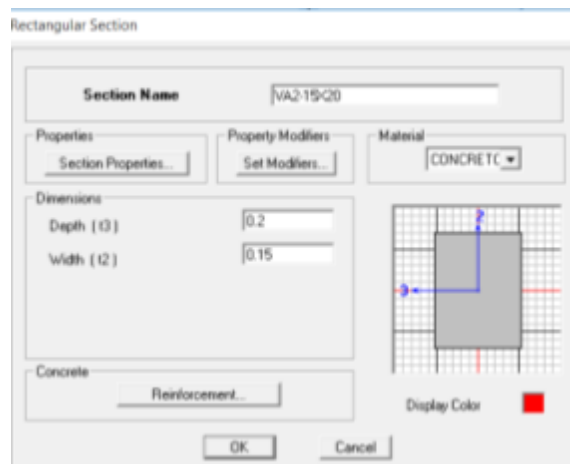 Rectangular Section
Section Name VA2-15X20
Properties Property Modifiers Material
Section Properties... Set Modifiers... CONCRETC
Dimensions
Depth (t3) 0.2
Width (t2) 0.15
2
3
Concrete
Reinforcement...
Display Color
OK Cancel